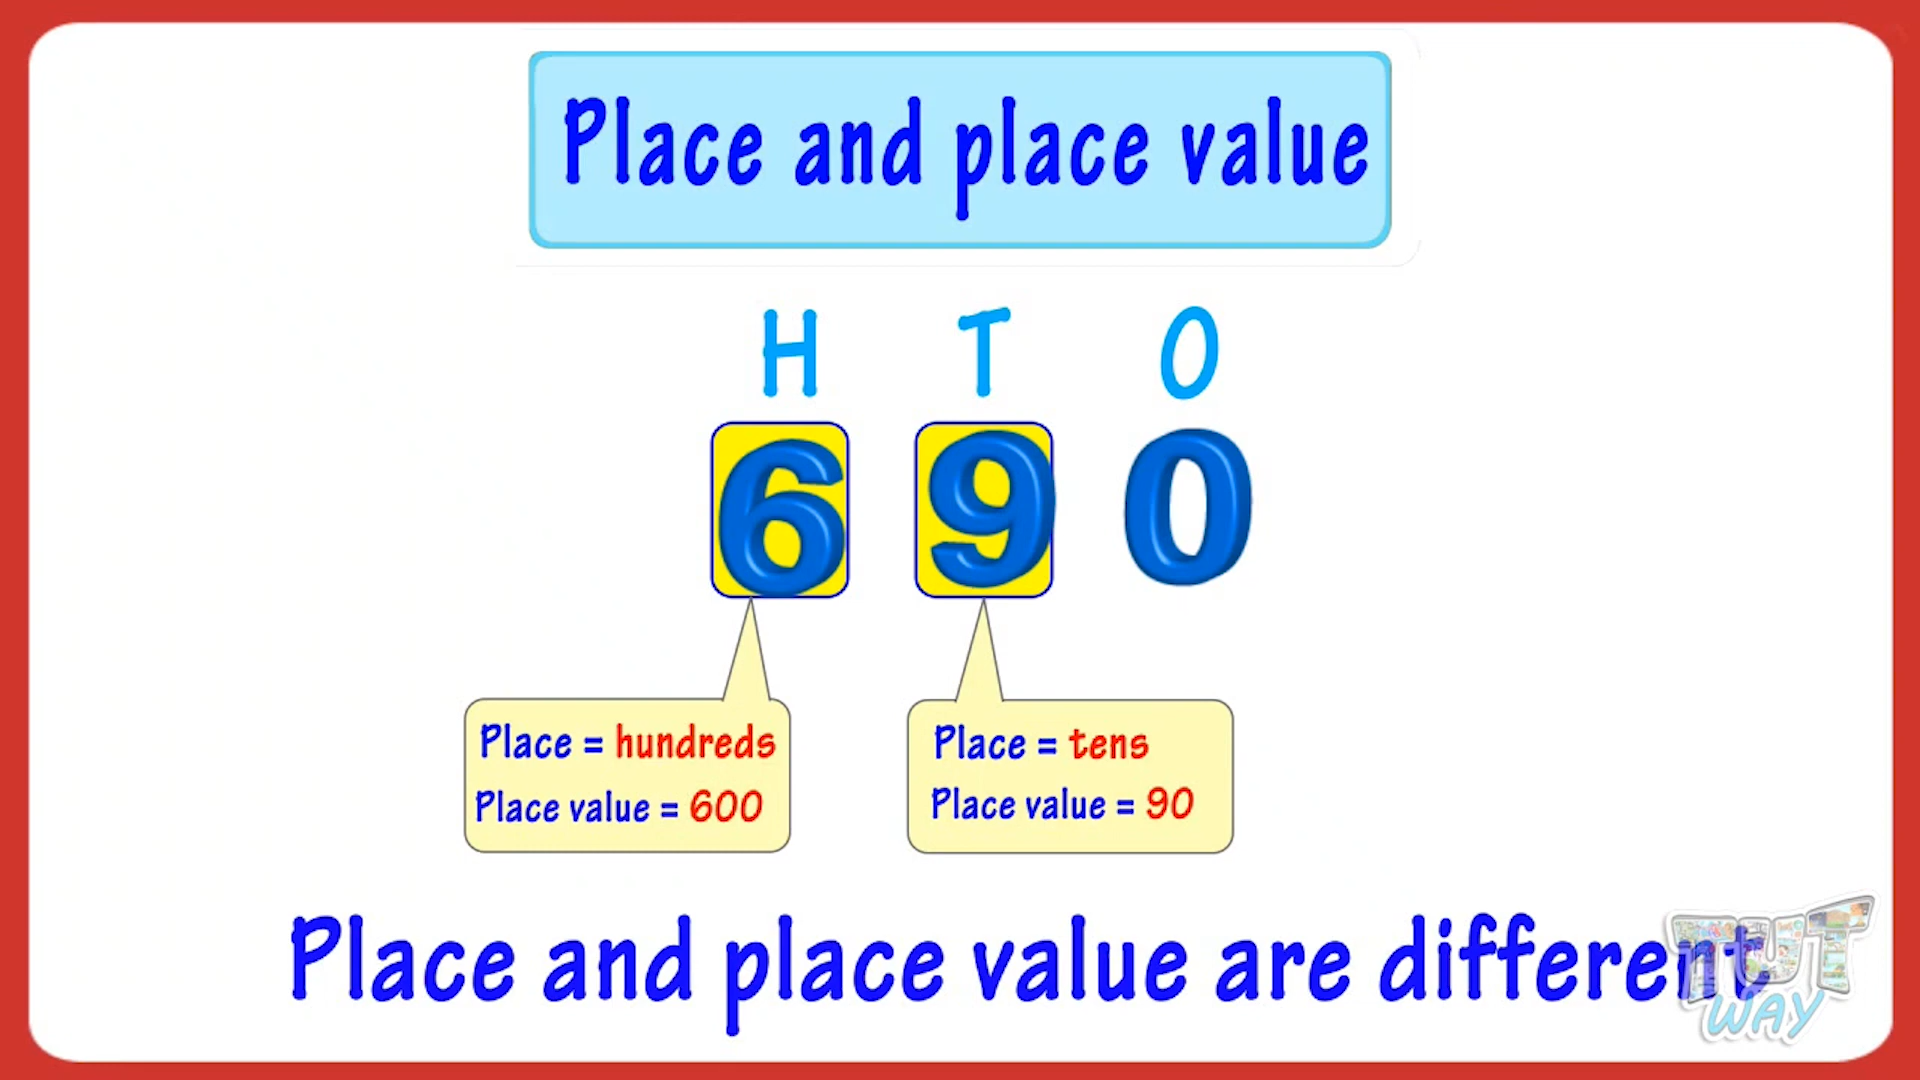 Place and place value
H T O
6 9 0
Place = hundreds
Place value = 600
Place = tens
Place value = 90
Place and place value are different
TUT
WAY